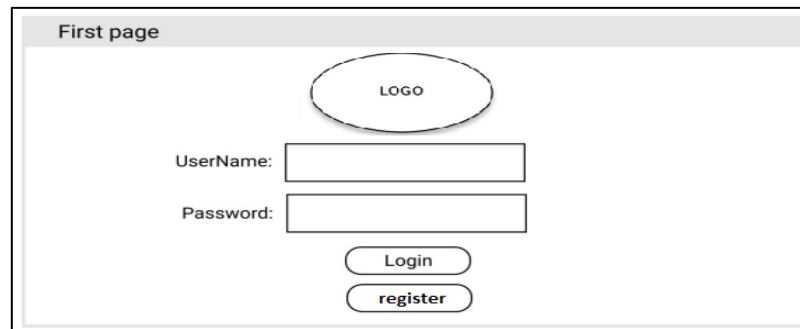 First page
LOGO
UserName:
Password:
Login
register